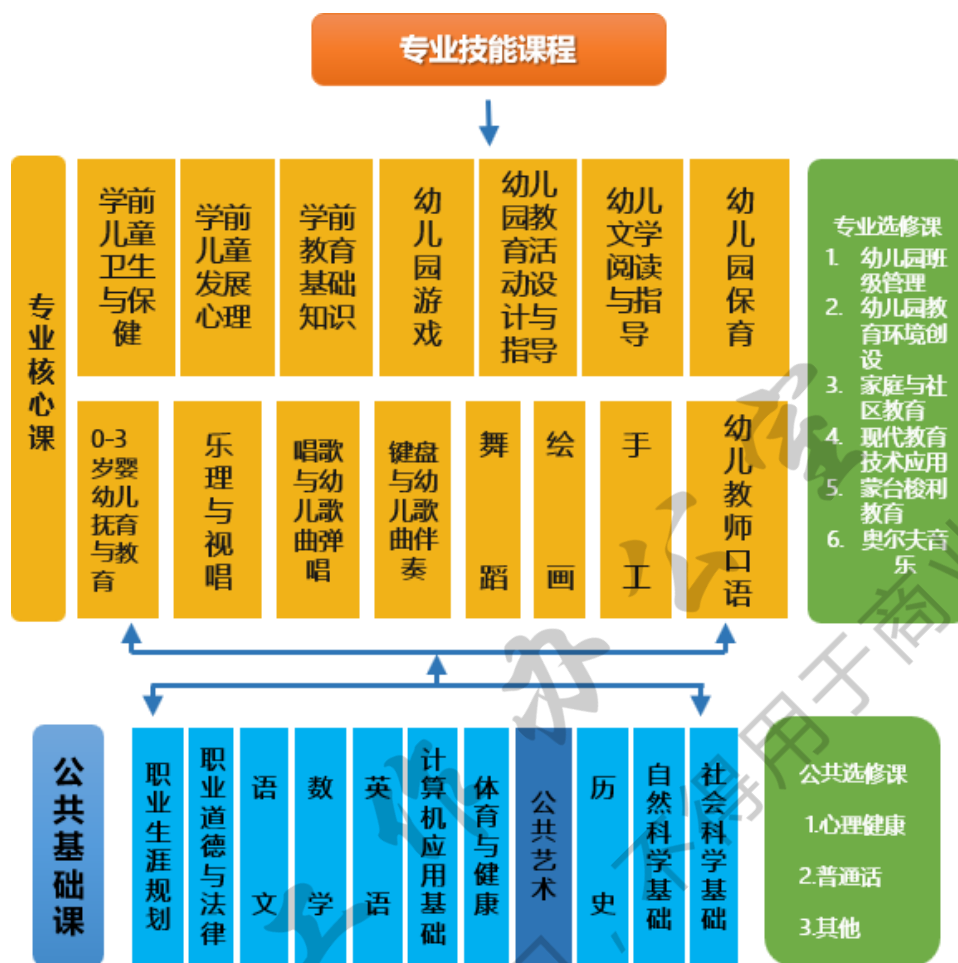 专业技能课程
专业核心课
学前
儿童
卫生
与保
健
学前
儿童
发展
心理
学前
教育
基础
知识
幼儿园游戏
幼儿
园教
育活
动设
计与
指导
幼儿
文学
阅读
与指
导
幼儿园保育
0-3
岁婴
幼儿
抚育
与教
育
乐理与视唱
唱歌
与幼
儿歌
曲弹
唱
键盘
与幼
儿歌
曲伴
奏
舞蹈
绘画
手工
幼儿教师口语
专业选修课
1. 幼儿园班
级管理
2. 幼儿园教
育环境创
设
3. 家庭与社
区教育
4. 现代教育
技术应用
5. 蒙台梭利
教育
6. 奥尔夫音
乐
公共基础课
职业生涯规划
职业道德与法律
语文
数学
英语
计算机应用基础
体育与健康
公共艺术
历史
自然科学基础
社会科学基础
公共选修课
1.心理健康
2.普通话
3.其他
工作办公室
,不得用于商业